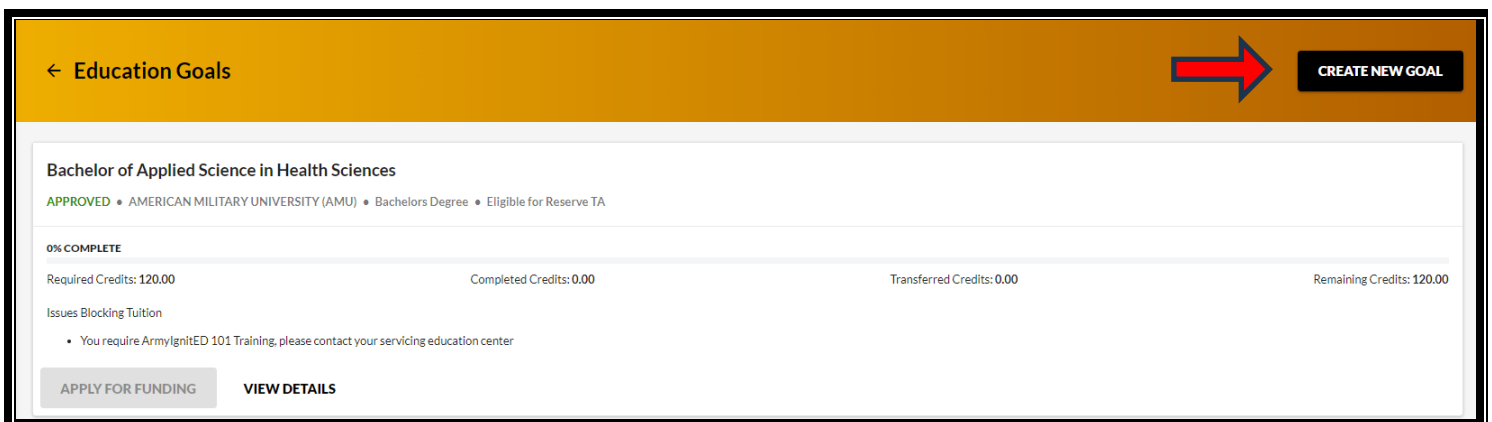 ← Education Goals
CREATE NEW GOAL
Bachelor of Applied Science in Health Sciences
APPROVED • AMERICAN MILITARY UNIVERSITY (AMU) • Bachelors Degree • Eligible for Reserve TA
0% COMPLETE
Required Credits: 120.00 Completed Credits: 0.00 Transferred Credits: 0.00 Remaining Credits: 120.00
Issues Blocking Tuition
• You require ArmyIgnitED 101 Training, please contact your servicing education center
APPLY FOR FUNDING VIEW DETAILS